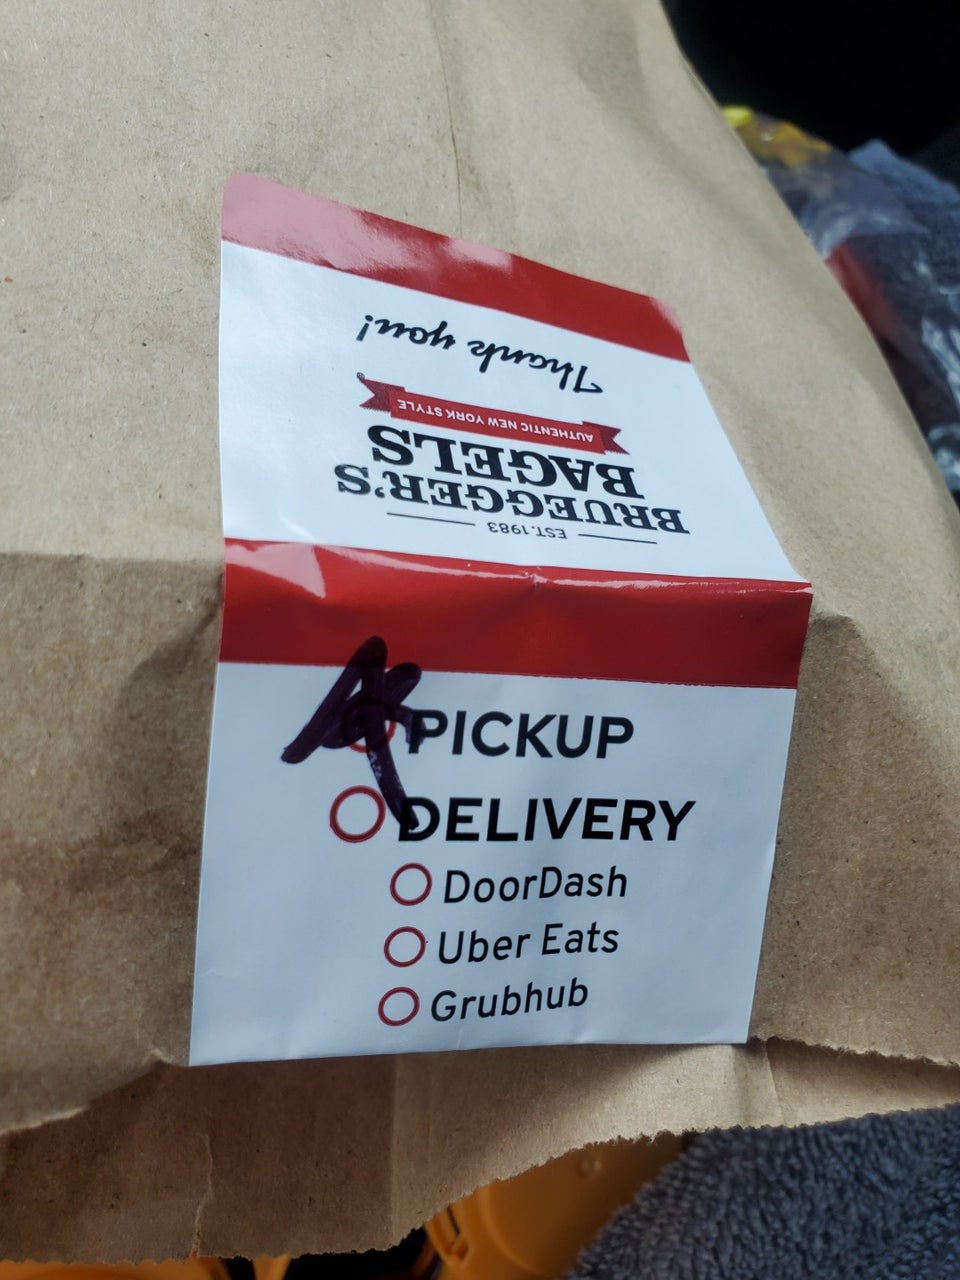 EST. 1983
BRUEGGER'S
BAGELS
AUTHENTIC NEW YORK STYLE
Thank you!
PICKUP
DELIVERY
DoorDash
Uber Eats
Grubhub